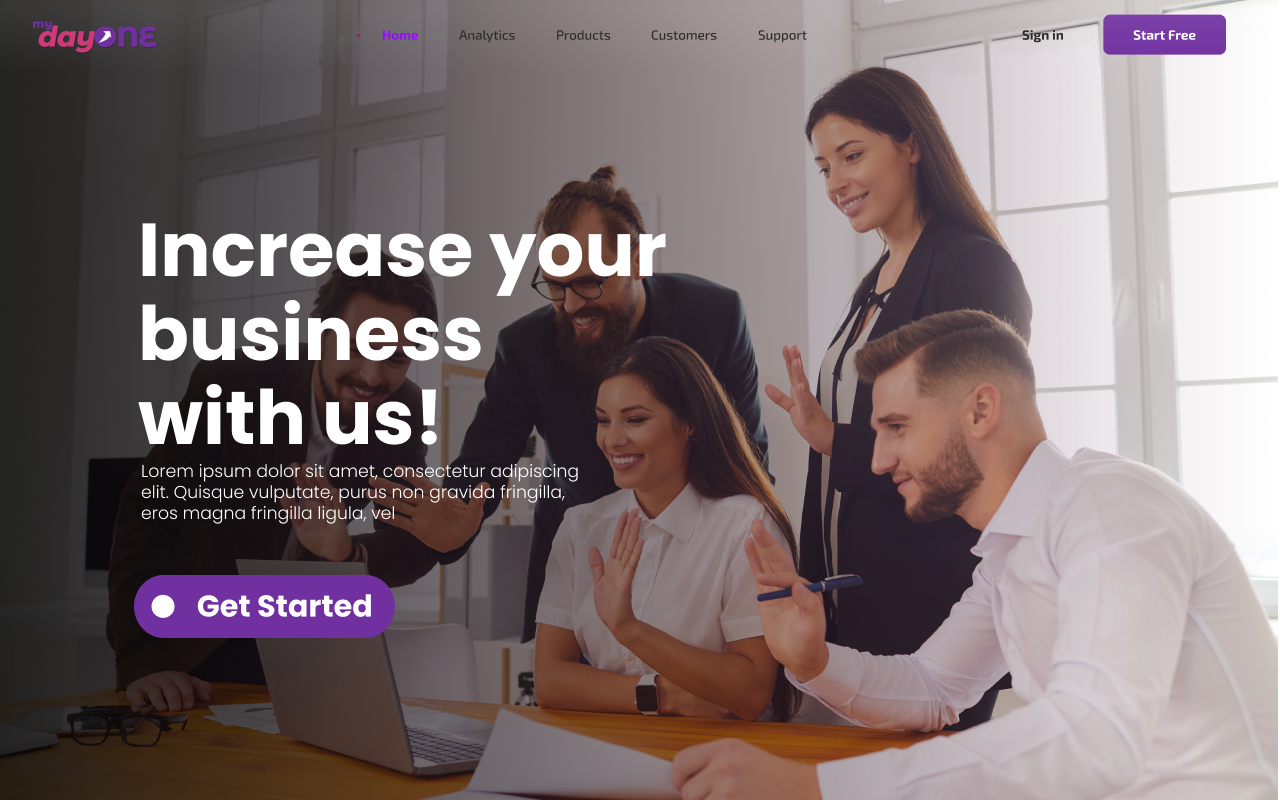 my
dayONE
Home Analytics Products Customers Support Sign in Start Free
Increase your
business
with us!
Lorem ipsum dolor sit amet, consectetur adipiscing
elit. Quisque vulputate, purus non gravida fringilla,
eros magna fringilla ligula, vel
Get Started